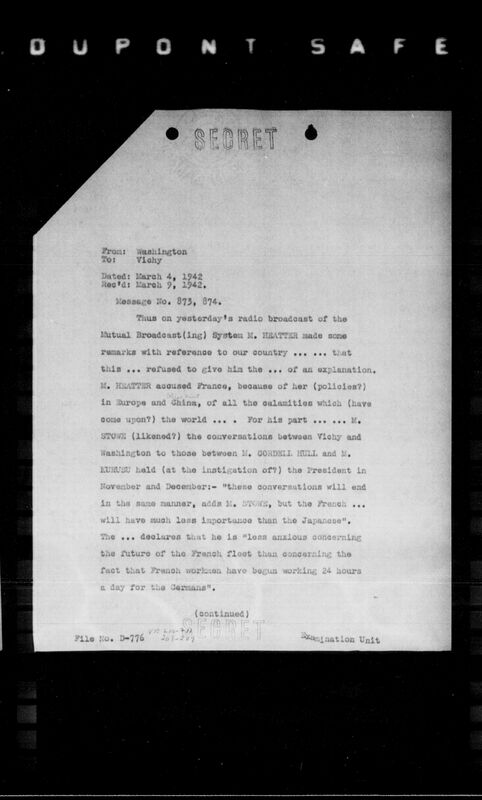 DUPONT SAFE
SECRET
From: Washington
To: Vichy
Dated: March 4, 1942
Rec'd: March 9, 1942.
Message No. 873, 874.
Thus on yesterday's radio broadcast of the
Mutual Broadcast(ing) System M. HEATTER made some
remarks with reference to our country ... ... that
this ... refused to give him the ... of an explanation.
M. HEATTER accused France, because of her (policies?)
in Europe and China, of all the calamities which (have
come upon?) the world ... . For his part ... ... M.
STOWE (likened?) the conversations between Vichy and
Washington to those between M. CORDELL HULL and M.
KURUSU held (at the instigation of?) the President in
November and December:- "these conversations will end
in the same manner, adds M. STOWE, but the French ...
will have much less importance than the Japanese".
The ... declares that he is "less anxious concerning
the future of the French fleet than concerning the
fact that French workmen have begun working 24 hours
a day for the Germans".
(continued)
SECRET
File No. D-776
Examination Unit